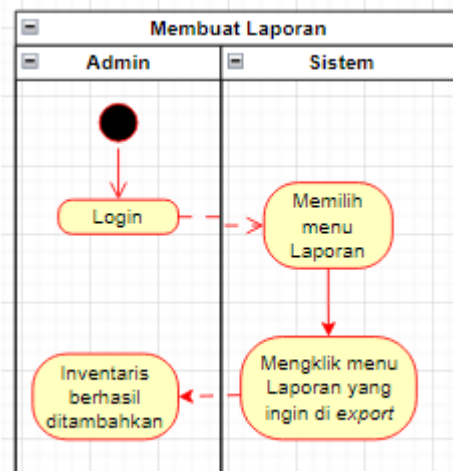 Membuat Laporan
Admin
Sistem
Login
Memilih
menu
Laporan
Mengklik menu
Laporan yang
ingin di export
Inventaris
berhasil
ditambahkan